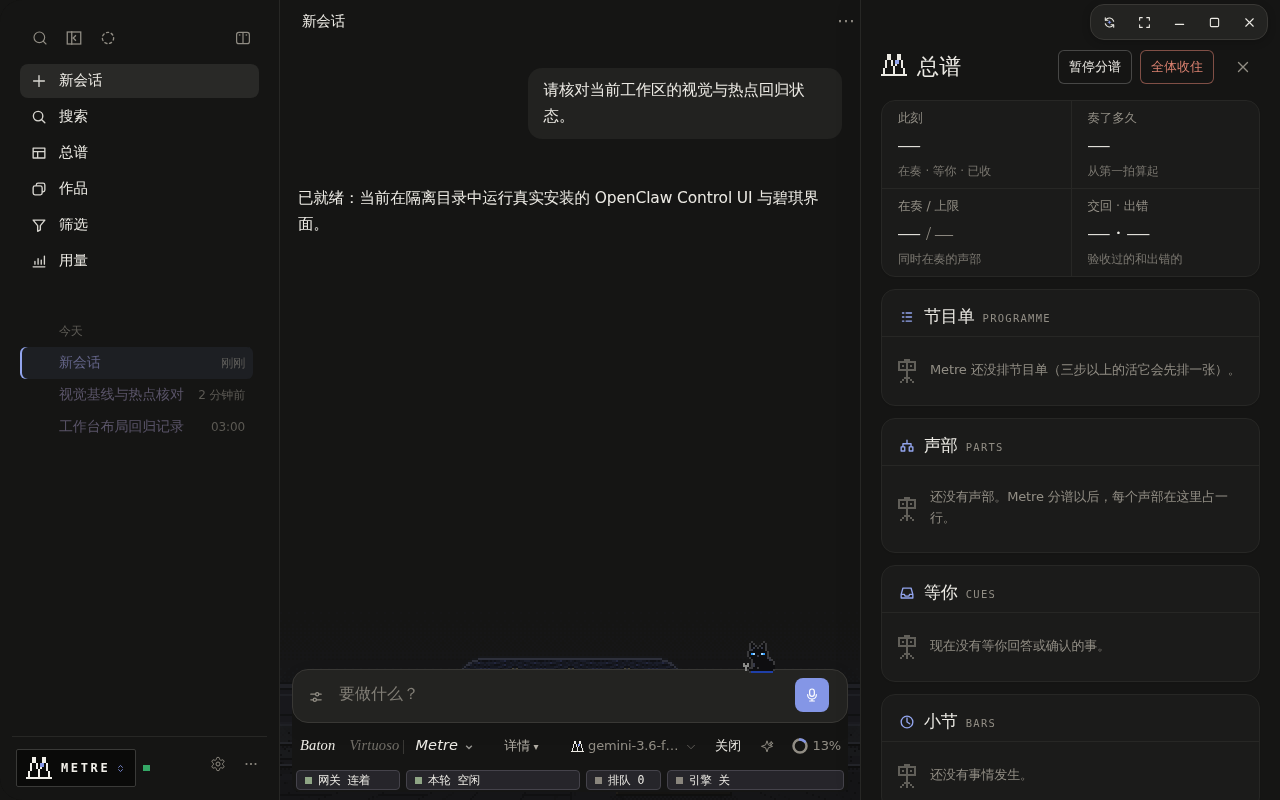 新会话
搜索
总谱
作品
筛选
用量
今天
新会话 刚刚
视觉基线与热点核对 2 分钟前
工作台布局回归记录 03:00
METRE
新会话
请核对当前工作区的视觉与热点回归状
态。
已就绪：当前在隔离目录中运行真实安装的 OpenClaw Control UI 与碧琪界
面。
要做什么？
Baton Virtuoso | Metre 详情 gemini-3.6-f... 关闭 13%
网关 连着 本轮 空闲 排队 0 引擎 关
总谱 暂停分谱 全体收住
此刻 奏了多久
— —
在奏 · 等你 · 已收 从第一拍算起
在奏 / 上限 交回 · 出错
— / — — · —
同时在奏的声部 验收过的和出错的
节目单 PROGRAMME
Metre 还没排节目单（三步以上的活它会先排一张）。
声部 PARTS
还没有声部。Metre 分谱以后，每个声部在这里占一
行。
等你 CUES
现在没有等你回答或确认的事。
小节 BARS
还没有事情发生。